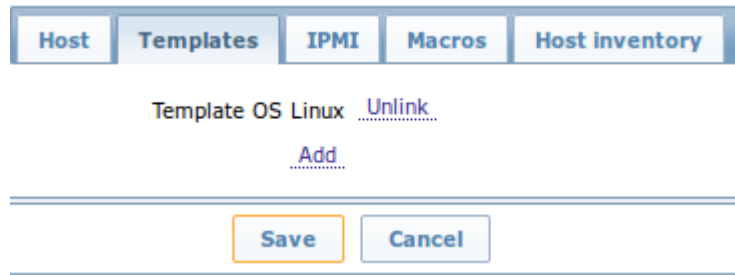 Host Templates IPMI Macros Host inventory
Template OS Linux Unlink
Add
Save Cancel